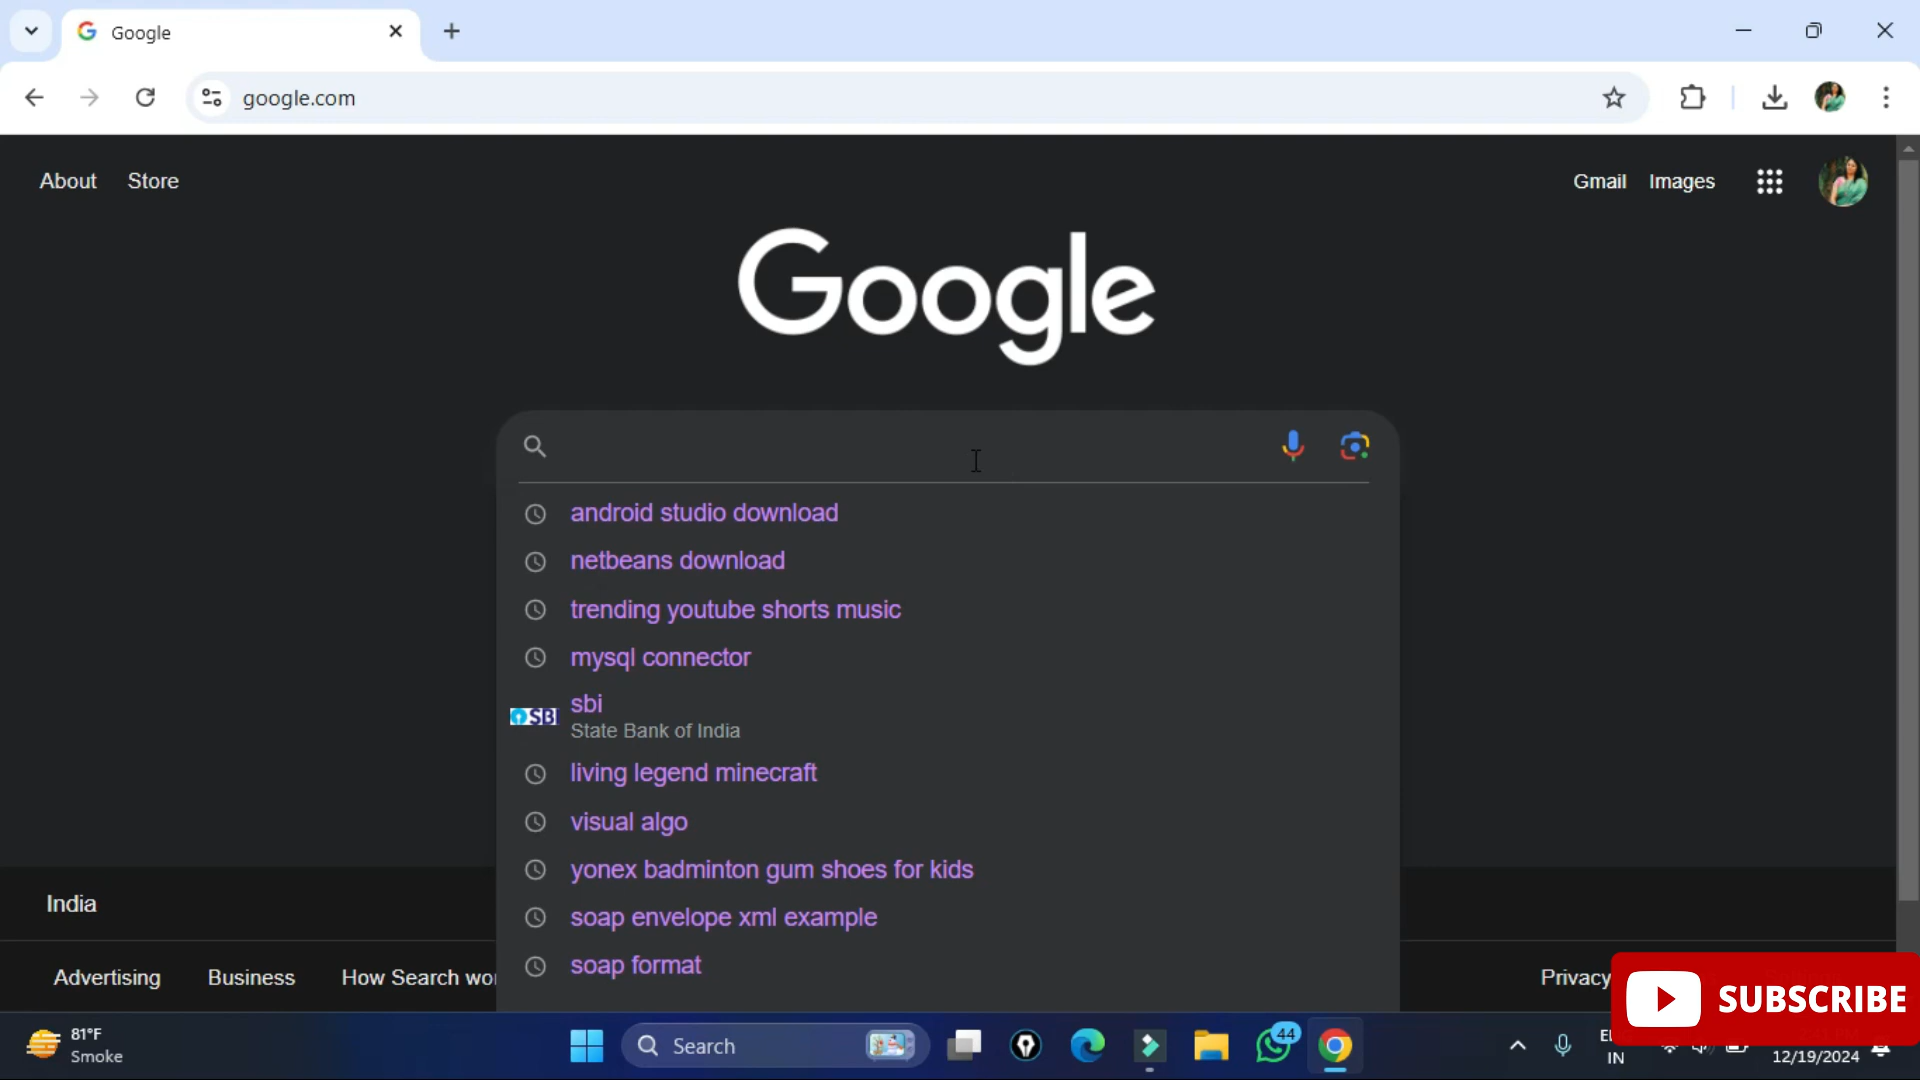 Google
google.com
About Store
Gmail Images
Google
android studio download
netbeans download
trending youtube shorts music
mysql connector
SBI
sbi
State Bank of India
living legend minecraft
visual algo
yonex badminton gum shoes for kids
soap envelope xml example
soap format
India
Advertising Business How Search wor
Privacy
SUBSCRIBE
81°F
Smoke
Search
44
IN
12/19/2024